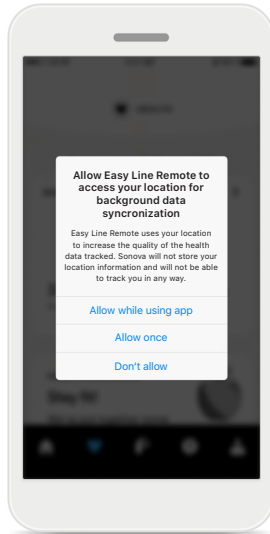 Allow Easy Line Remote to
access your location for
background data
syncronization
Easy Line Remote uses your location
to increase the quality of the health
data tracked. Sonova will not store your
location information and will not be able
to track you in any way.
Allow while using app
Allow once
Don't allow
Stay fit!